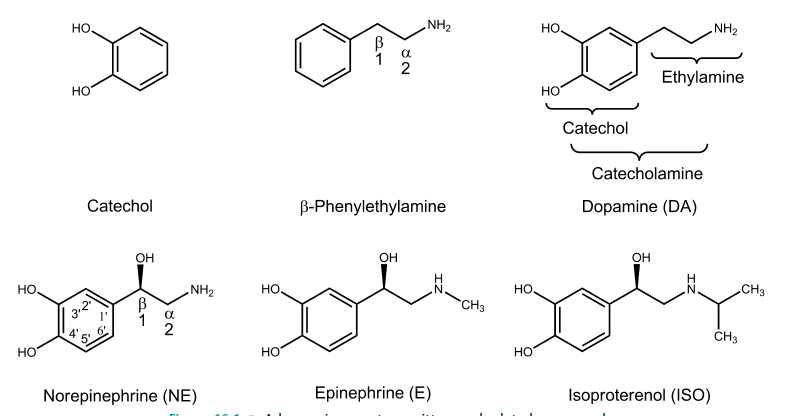 HO
HO
Catechol
NH2
β
1
α
2
β-Phenylethylamine
HO
HO
NH2
Ethylamine
Catechol
Catecholamine
Dopamine (DA)
OH
HO
HO
NH2
3'
2'
1'
4'
5'
6'
β
1
α
2
Norepinephrine (NE)
OH
HO
HO
H
N
CH3
Epinephrine (E)
OH
HO
HO
H
N
CH3
CH3
Isoproterenol (ISO)